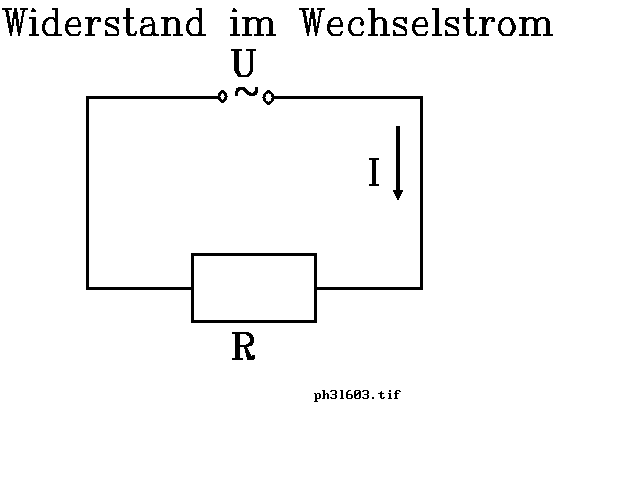 Widerstand im Wechselstrom
U
~
I
R
ph31603.tif